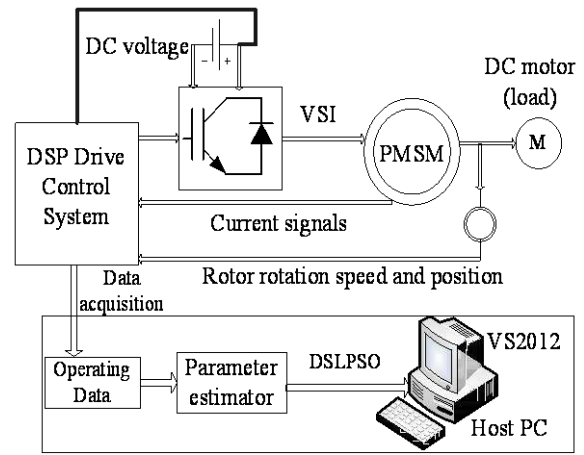 DC voltage
- +
DC motor
(load)
VSI
DSP Drive
Control
System
PMSM
M
Current signals
Rotor rotation speed and position
Data
acquisition
VS2012
DSLPSO
Operating
Data
Parameter
estimator
Host PC